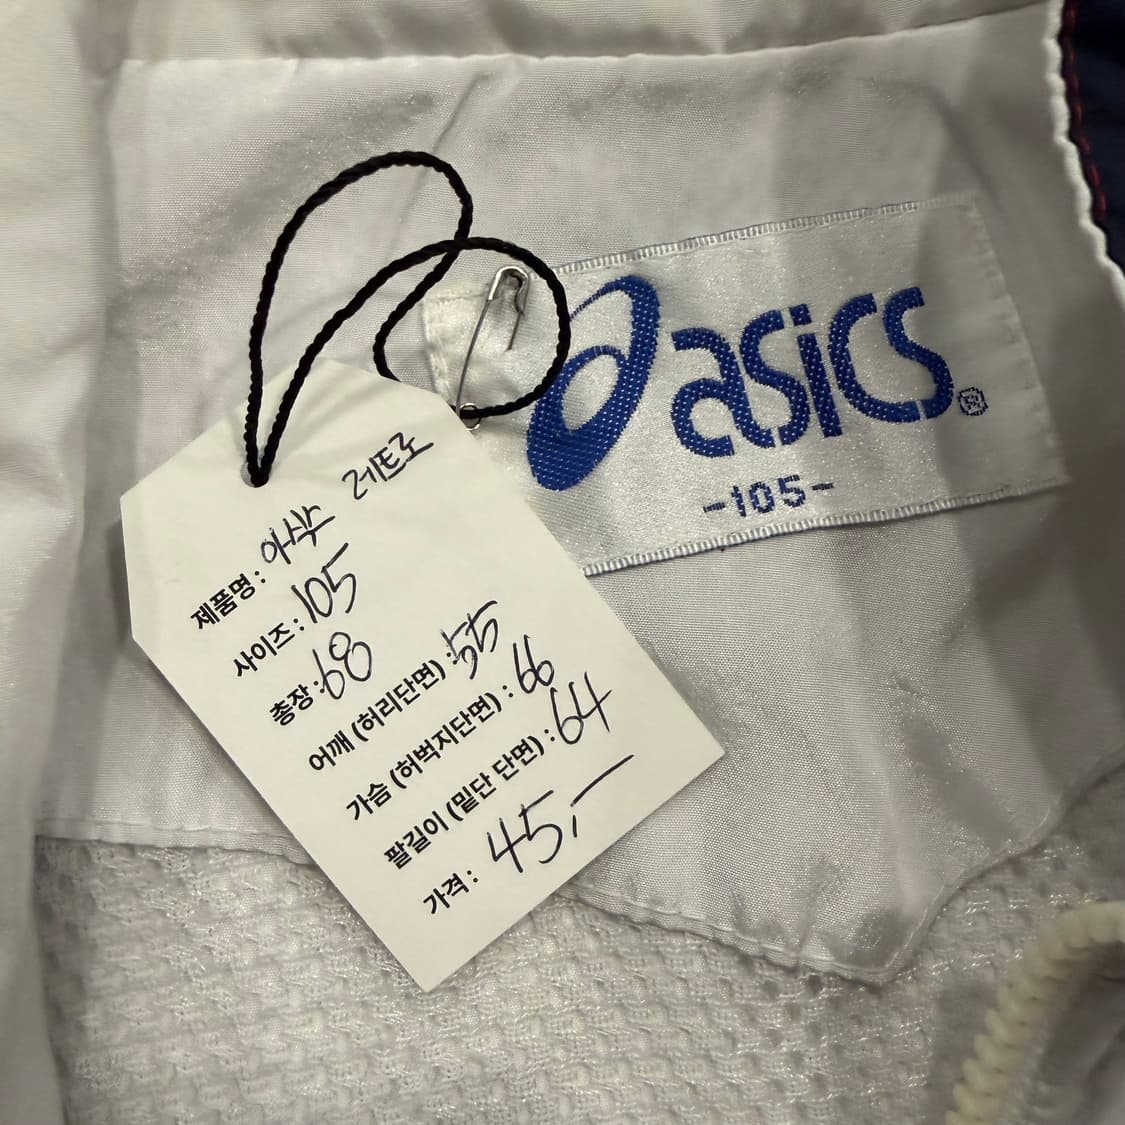 asics®
-105-
제품명 : 아식스 레트로
사이즈 : 105
총장 : 68
어깨 (허리단면) : 55
가슴 (허벅지단면) : 66
팔길이 (밑단 단면) : 64
가격 : 45,-